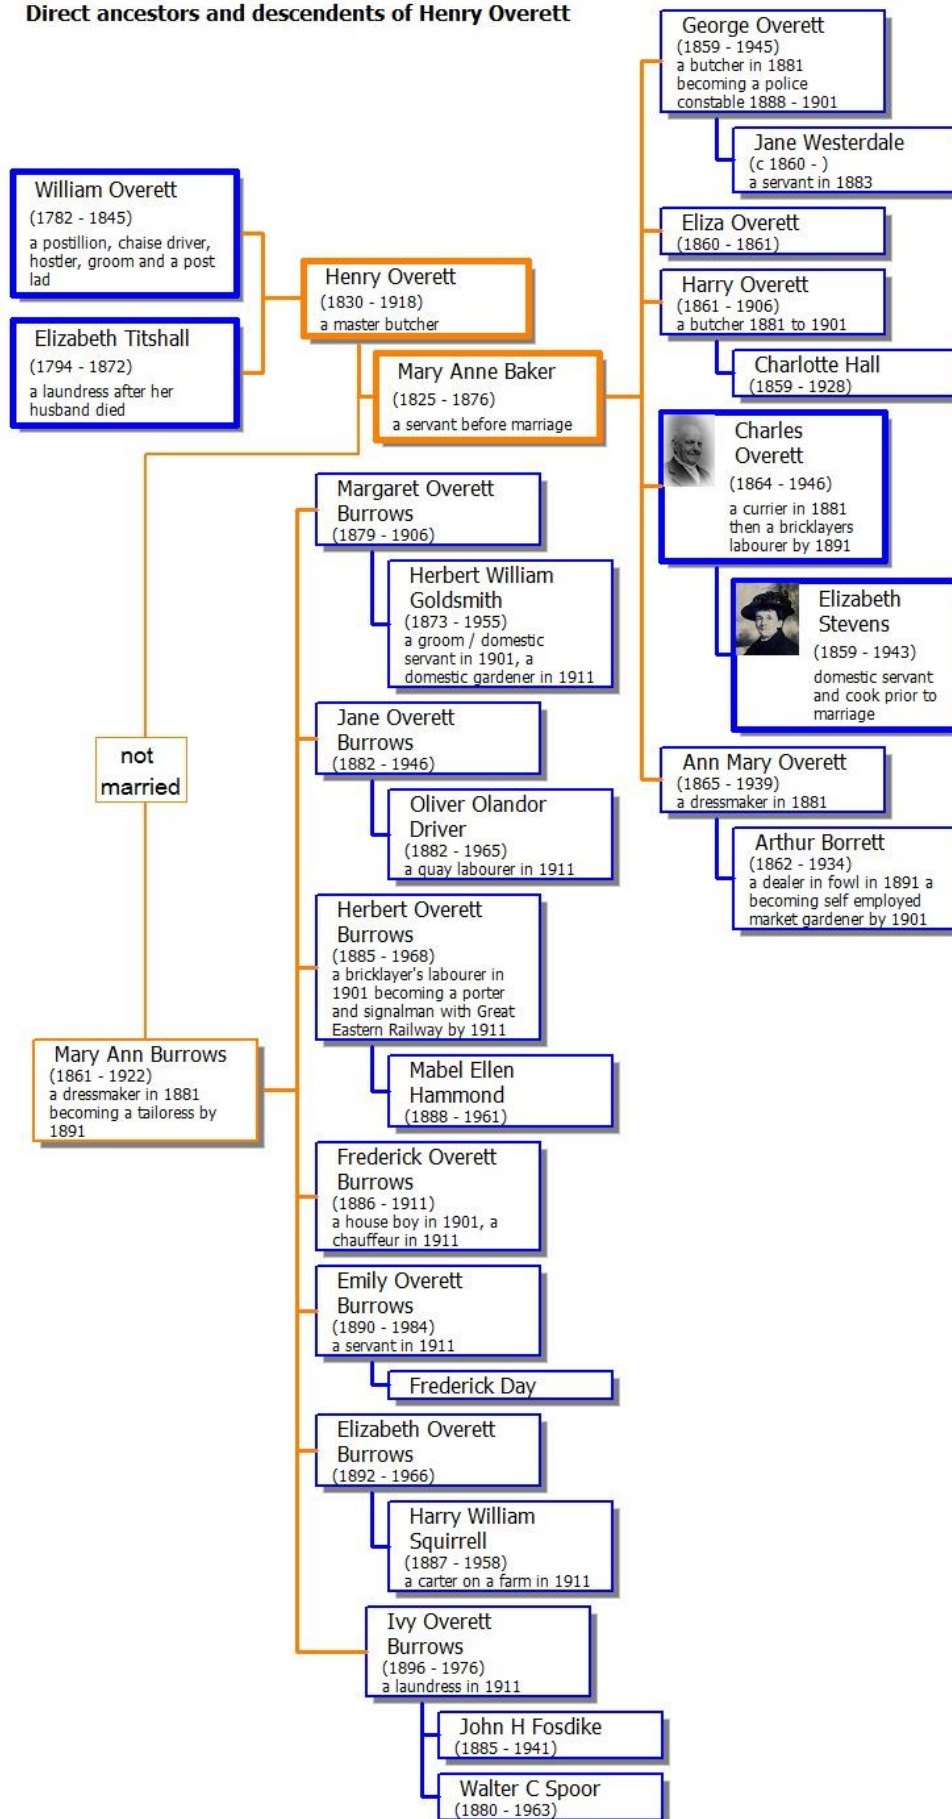 Direct ancestors and descendents of Henry Overett
William Overett
(1782 - 1845)
a postillion, chaise driver,
hostler, groom and a post
lad
Elizabeth Titshall
(1794 - 1872)
a laundress after her
husband died
Henry Overett
(1830 - 1918)
a master butcher
Mary Anne Baker
(1825 - 1876)
a servant before marriage
George Overett
(1859 - 1945)
a butcher in 1881
becoming a police
constable 1888 - 1901
Jane Westerdale
(c 1860 - )
a servant in 1883
Eliza Overett
(1860 - 1861)
Harry Overett
(1861 - 1906)
a butcher 1881 to 1901
Charlotte Hall
(1859 - 1928)
Charles
Overett
(1864 - 1946)
a currier in 1881
then a bricklayers
labourer by 1891
Elizabeth
Stevens
(1859 - 1943)
domestic servant
and cook prior to
marriage
Ann Mary Overett
(1865 - 1939)
a dressmaker in 1881
Arthur Borrett
(1862 - 1934)
a dealer in fowl in 1891 a
becoming self employed
market gardener by 1901
not
married
Mary Ann Burrows
(1861 - 1922)
a dressmaker in 1881
becoming a tailoress by
1891
Margaret Overett
Burrows
(1879 - 1906)
Herbert William
Goldsmith
(1873 - 1955)
a groom / domestic
servant in 1901, a
domestic gardener in 1911
Jane Overett
Burrows
(1882 - 1946)
Oliver Olandor
Driver
(1882 - 1965)
a quay labourer in 1911
Herbert Overett
Burrows
(1885 - 1968)
a bricklayer's labourer in
1901 becoming a porter
and signalman with Great
Eastern Railway by 1911
Mabel Ellen
Hammond
(1888 - 1961)
Frederick Overett
Burrows
(1886 - 1911)
a house boy in 1901, a
chauffeur in 1911
Emily Overett
Burrows
(1890 - 1984)
a servant in 1911
Frederick Day
Elizabeth Overett
Burrows
(1892 - 1966)
Harry William
Squirrell
(1887 - 1958)
a carter on a farm in 1911
Ivy Overett
Burrows
(1896 - 1976)
a laundress in 1911
John H Fosdike
(1885 - 1941)
Walter C Spoor
(1880 - 1963)